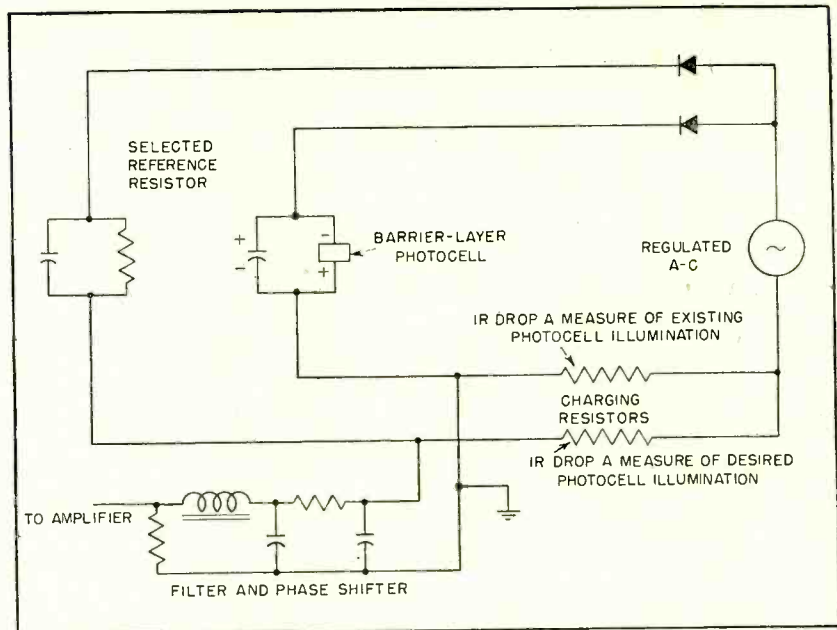 SELECTED
REFERENCE
RESISTOR
+
-
-
+
BARRIER-LAYER
PHOTOCELL
REGULATED
A-C
~
IR DROP A MEASURE OF EXISTING
PHOTOCELL ILLUMINATION
CHARGING
RESISTORS
IR DROP A MEASURE OF DESIRED
PHOTOCELL ILLUMINATION
TO AMPLIFIER
FILTER AND PHASE SHIFTER